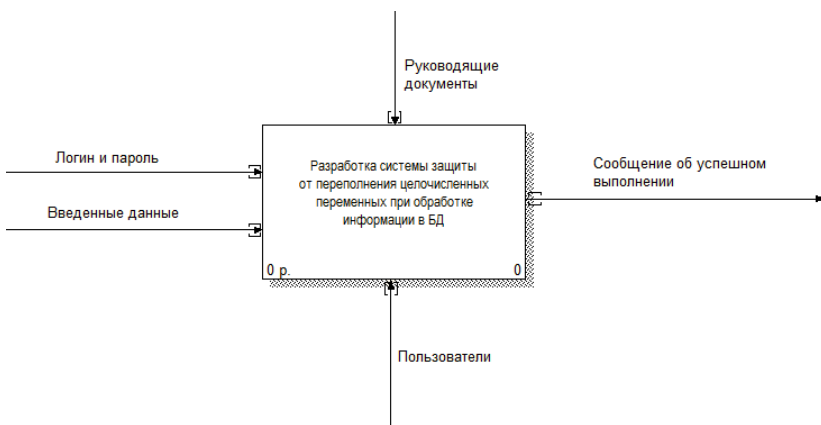 Руководящие
документы
Логин и пароль
Разработка системы защиты
от переполнения целочисленных
переменных при обработке
информации в БД
Сообщение об успешном
выполнении
Введенные данные
0 р.
0
Пользователи